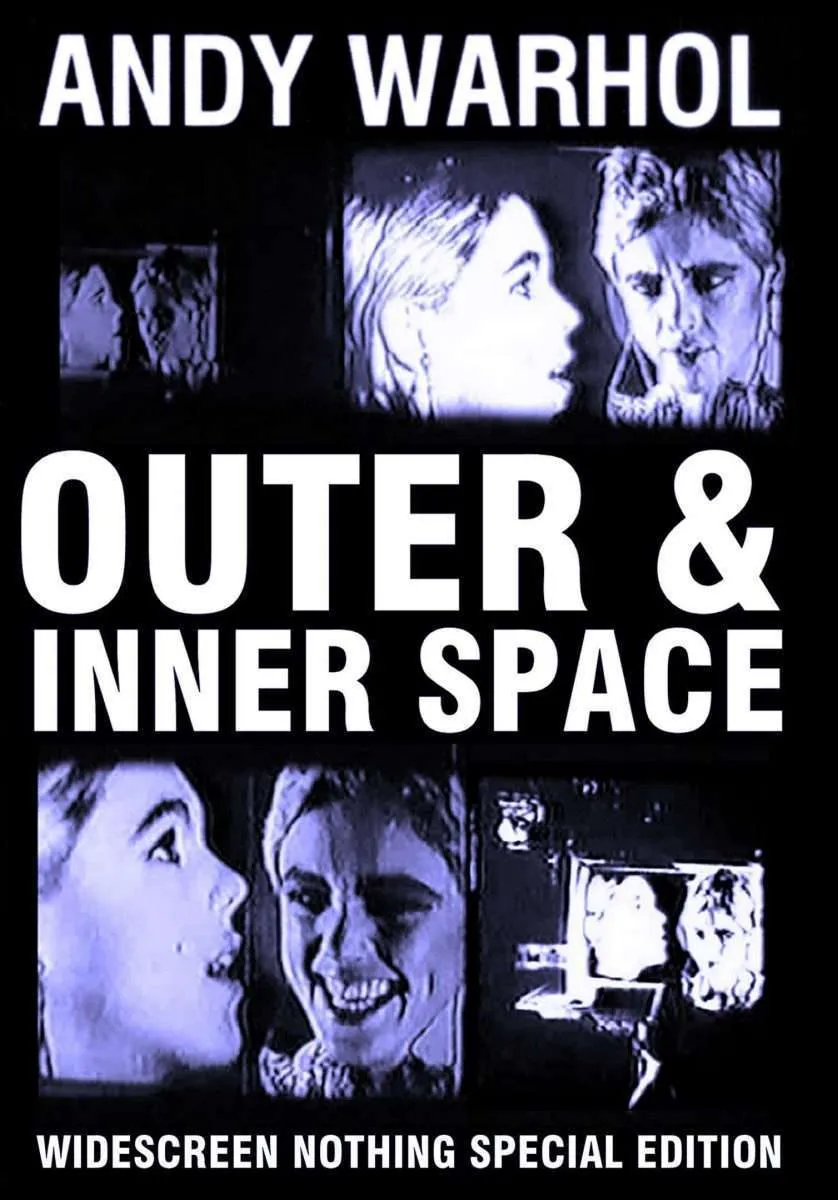 ANDY WARHOL
OUTER &
INNER SPACE
WIDESCREEN NOTHING SPECIAL EDITION